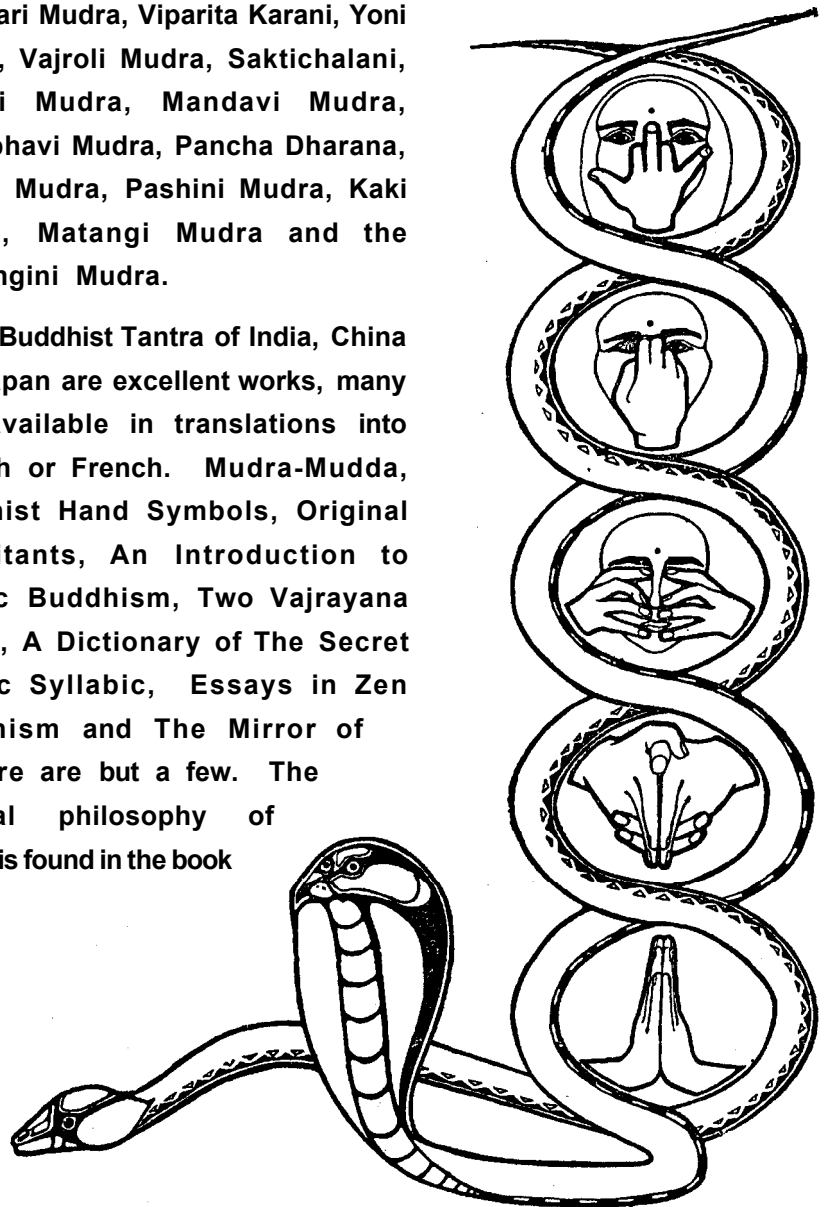 ari Mudra, Viparita Karani, Yoni
, Vajroli Mudra, Saktichalani,
i Mudra, Mandavi Mudra,
bhavi Mudra, Pancha Dharana,
Mudra, Pashini Mudra, Kaki
, Matangi Mudra and the
ngini Mudra.
Buddhist Tantra of India, China
apan are excellent works, many
available in translations into
h or French. Mudra-Mudda,
hist Hand Symbols, Original
itants, An Introduction to
c Buddhism, Two Vajrayana
, A Dictionary of The Secret
c Syllabic, Essays in Zen
hism and The Mirror of
re are but a few. The
al philosophy of
is found in the book